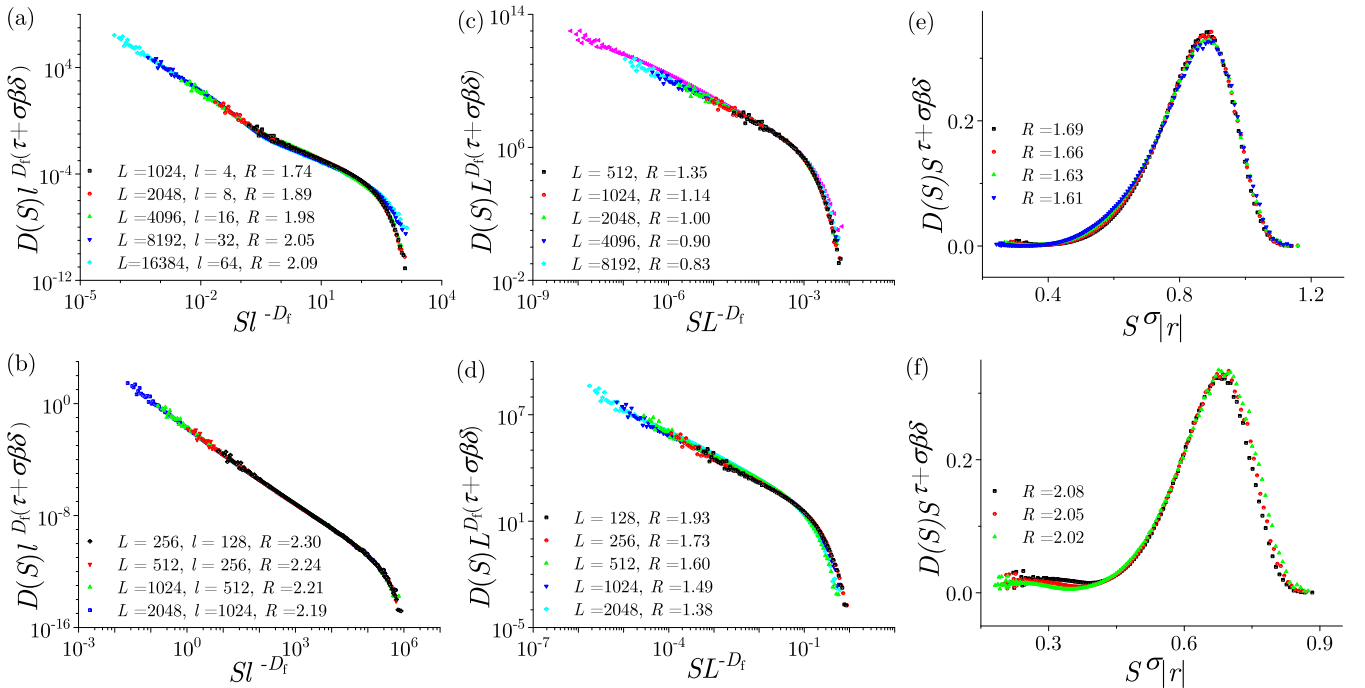 (a)
D(S)l^{D_f(τ+σβδ)}
10^4
10^{-4}
10^{-12}
L =1024, l = 4, R = 1.74
L =2048, l = 8, R = 1.89
L =4096, l =16, R = 1.98
L =8192, l =32, R = 2.05
L=16384, l =64, R = 2.09
10^{-5} 10^{-2} 10^1 10^4
Sl^{-D_f}
(c)
D(S)L^{D_f(τ+σβδ)}
10^{14}
10^6
10^{-2}
L = 512, R=1.35
L =1024, R=1.14
L =2048, R=1.00
L =4096, R=0.90
L =8192, R=0.83
10^{-9} 10^{-6} 10^{-3}
SL^{-D_f}
(e)
D(S)S^{τ+σβδ}
0.2
0.0
R =1.69
R =1.66
R =1.63
R =1.61
0.4 0.8 1.2
S^σ|r|
(b)
D(S)l^{D_f(τ+σβδ)}
10^0
10^{-8}
10^{-16}
L = 256, l = 128, R=2.30
L = 512, l = 256, R=2.24
L =1024, l = 512, R=2.21
L =2048, l =1024, R=2.19
10^{-3} 10^0 10^3 10^6
Sl^{-D_f}
(d)
D(S)L^{D_f(τ+σβδ)}
10^7
10^1
10^{-5}
L = 128, R=1.93
L = 256, R=1.73
L = 512, R=1.60
L =1024, R=1.49
L =2048, R=1.38
10^{-7} 10^{-4} 10^{-1}
SL^{-D_f}
(f)
D(S)S^{τ+σβδ}
0.2
0.0
R =2.08
R =2.05
R =2.02
0.3 0.6 0.9
S^σ|r|